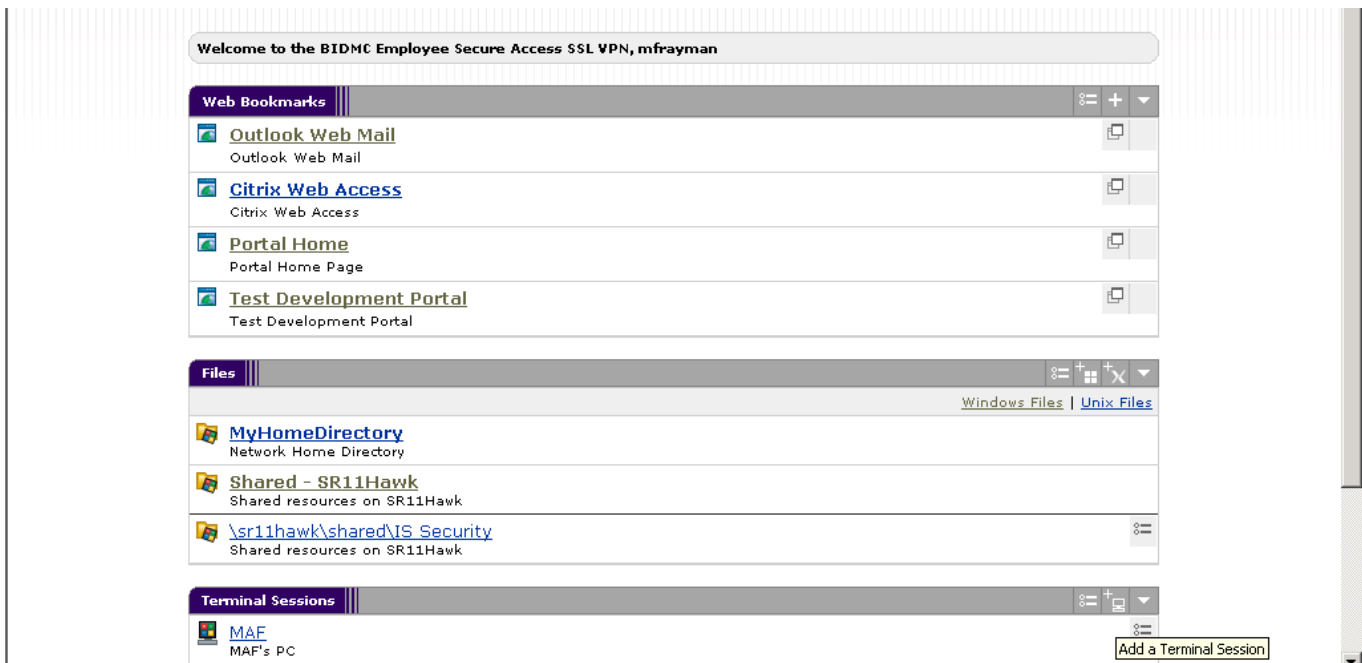 Welcome to the BIDMC Employee Secure Access SSL VPN, mfrayman
Web Bookmarks
Outlook Web Mail
Outlook Web Mail
Citrix Web Access
Citrix Web Access
Portal Home
Portal Home Page
Test Development Portal
Test Development Portal
Files
Windows Files | Unix Files
MyHomeDirectory
Network Home Directory
Shared - SR11Hawk
Shared resources on SR11Hawk
\sr11hawk\shared\IS Security
Shared resources on SR11Hawk
Terminal Sessions
MAF
MAF's PC
Add a Terminal Session